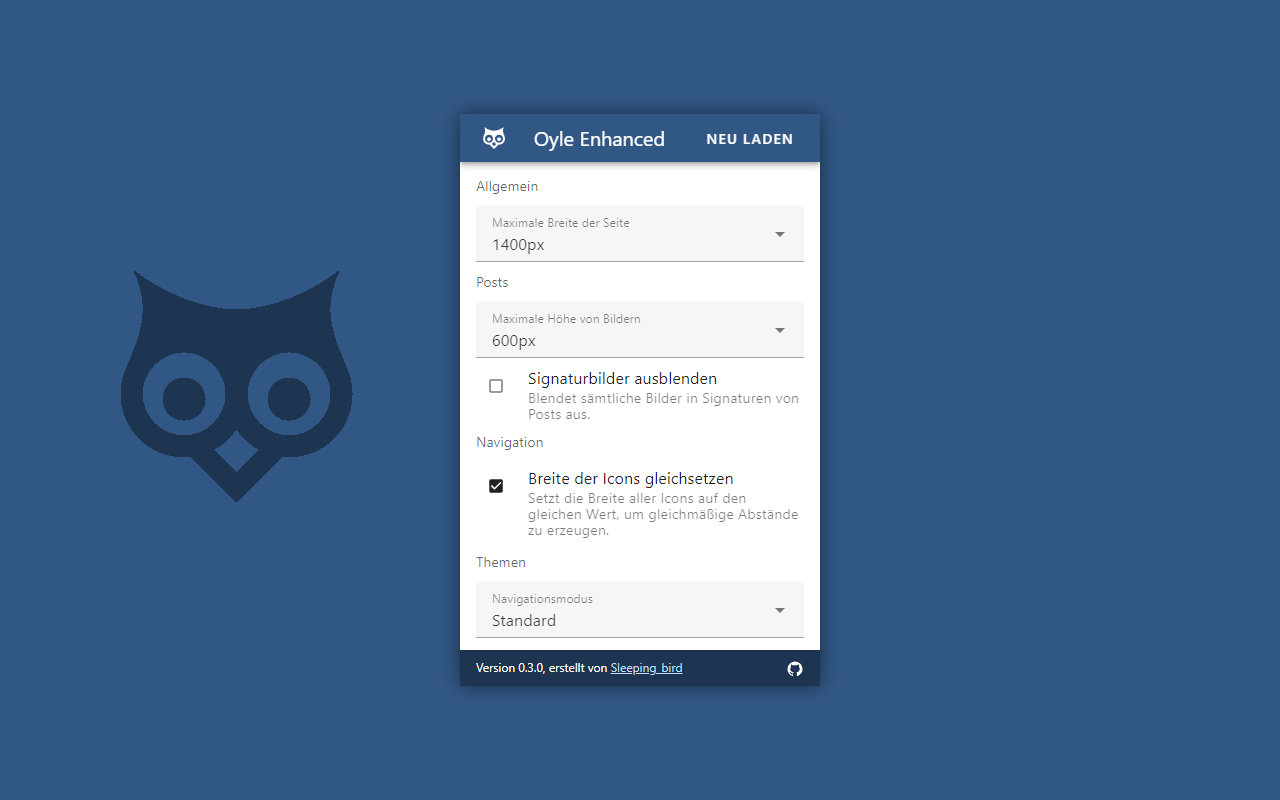 Oyle Enhanced NEU LADEN
Allgemein
Maximale Breite der Seite
1400px
Posts
Maximale Höhe von Bildern
600px
Signaturbilder ausblenden
Blendet sämtliche Bilder in Signaturen von
Posts aus.
Navigation
Breite der Icons gleichsetzen
Setzt die Breite aller Icons auf den
gleichen Wert, um gleichmäßige Abstände
zu erzeugen.
Themen
Navigationsmodus
Standard
Version 0.3.0, erstellt von Sleeping_bird